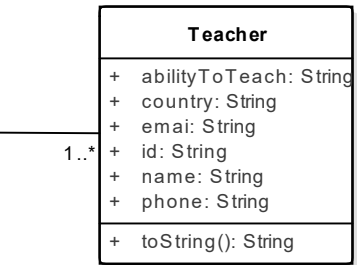 Teacher
+ abilityToTeach: String
+ country: String
+ emai: String
1..*
+ id: String
+ name: String
+ phone: String
+ toString(): String